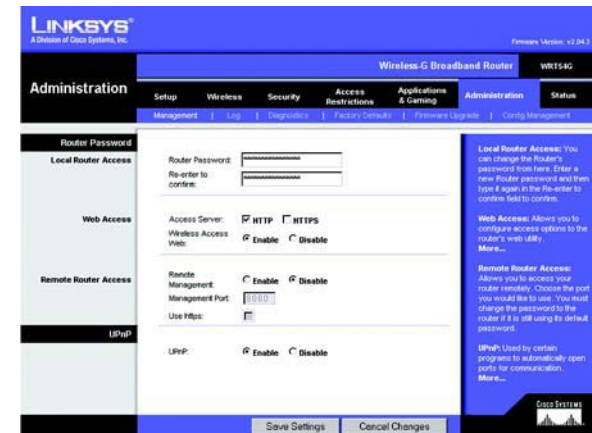 LINKSYS®
A Division of Cisco Systems, Inc.
Firmware Version: v2.04.3
Wireless-G Broadband Router WRT54G
Administration
Setup Wireless Security Access Restrictions Applications & Gaming Administration Status
Management | Log | Diagnostics | Factory Defaults | Firmware Upgrade | Config Management
Router Password
Local Router Access
Router Password:
Re-enter to
confirm:
Web Access
Access Server: HTTP HTTPS
Wireless Access
Web: Enable Disable
Remote Router Access
Remote
Management: Enable Disable
Management Port: 8080
Use https:
UPnP
UPnP: Enable Disable
Local Router Access: You
can change the Router's
password from here. Enter a
new Router password and then
type it again in the Re-enter to
confirm field to confirm.
Web Access: Allows you to
configure access options to the
router's web utility.
More...
Remote Router Access:
Allows you to access your
router remotely. Choose the port
you would like to use. You must
change the password to the
router if it is still using its default
password.
UPnP: Used by certain
programs to automatically open
ports for communication.
More...
Save Settings Cancel Changes
CISCO SYSTEMS